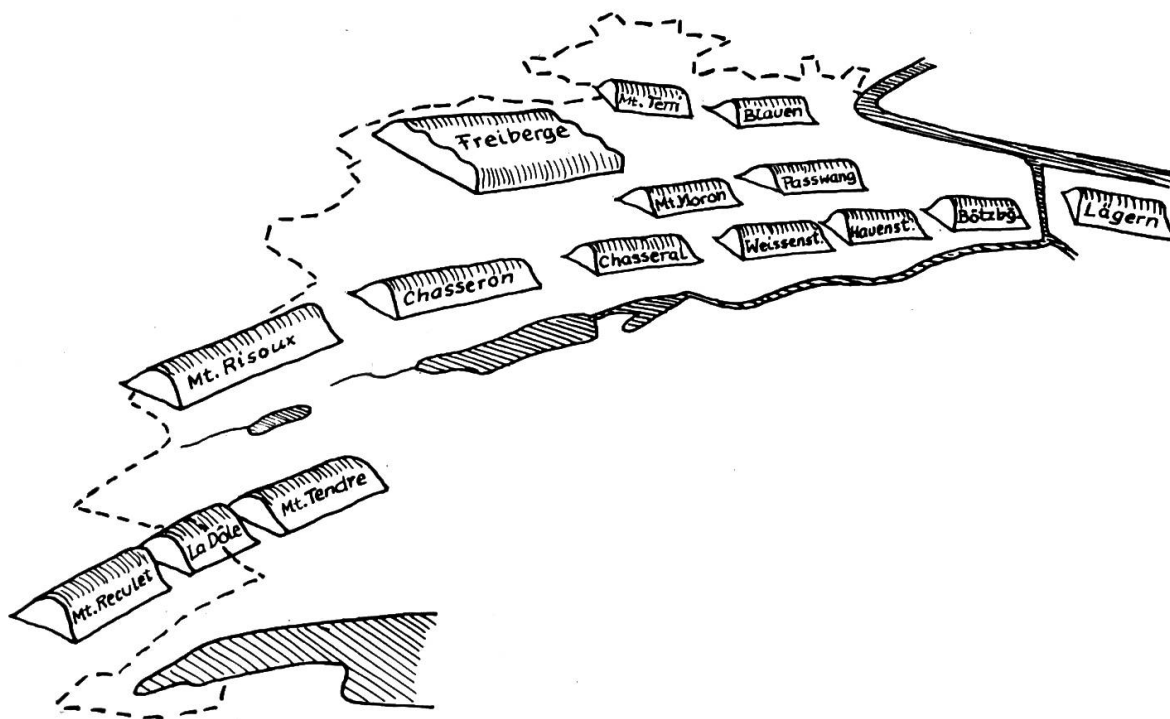 Mt. Terri
Blauen
Freiberge
Passwang
Mt. Moron
Bötzbg.
Lägern
Hauenst.
Weissenst.
Chasseral
Chasseron
Mt. Risoux
Mt. Tendre
La Dôle
Mt. Reculet